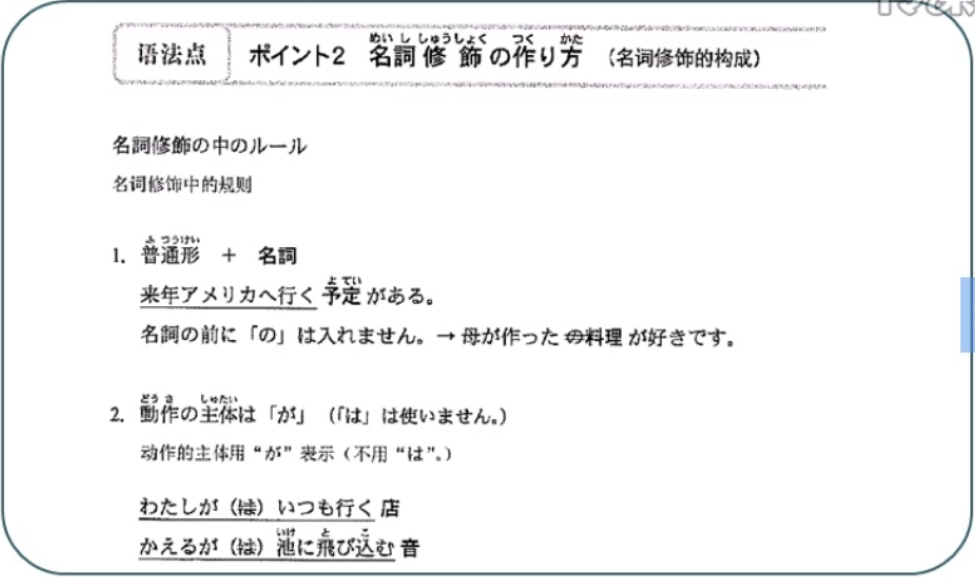 语法点 ポイント2 名詞修飾の作り方 （名词修饰的构成）
名詞修飾の中のルール
名词修饰中的规则
1. 普通形 ＋ 名詞
来年アメリカへ行く予定がある。
名詞の前に「の」は入れません。→ 母が作ったの料理が好きです。
2. 動作の主体は「が」（「は」は使いません。）
动作的主体用“が”表示（不用“は”。）
わたしが（は）いつも行く店
かえるが（は）池に飛び込む音